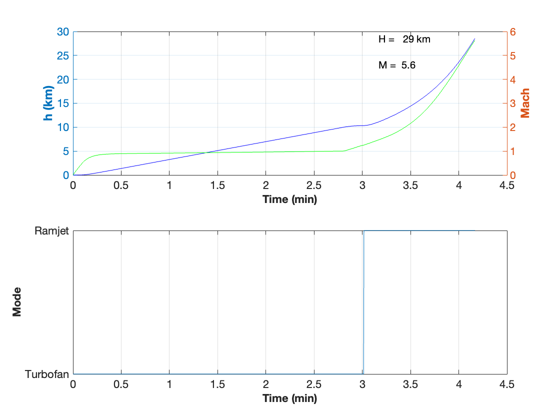 30
25
20
15
10
5
0
h (km)
H = 29 km
M = 5.6
6
5
4
3
2
1
0
Mach
0 0.5 1 1.5 2 2.5 3 3.5 4 4.5
Time (min)
Ramjet
Mode
Turbofan
0 0.5 1 1.5 2 2.5 3 3.5 4 4.5
Time (min)